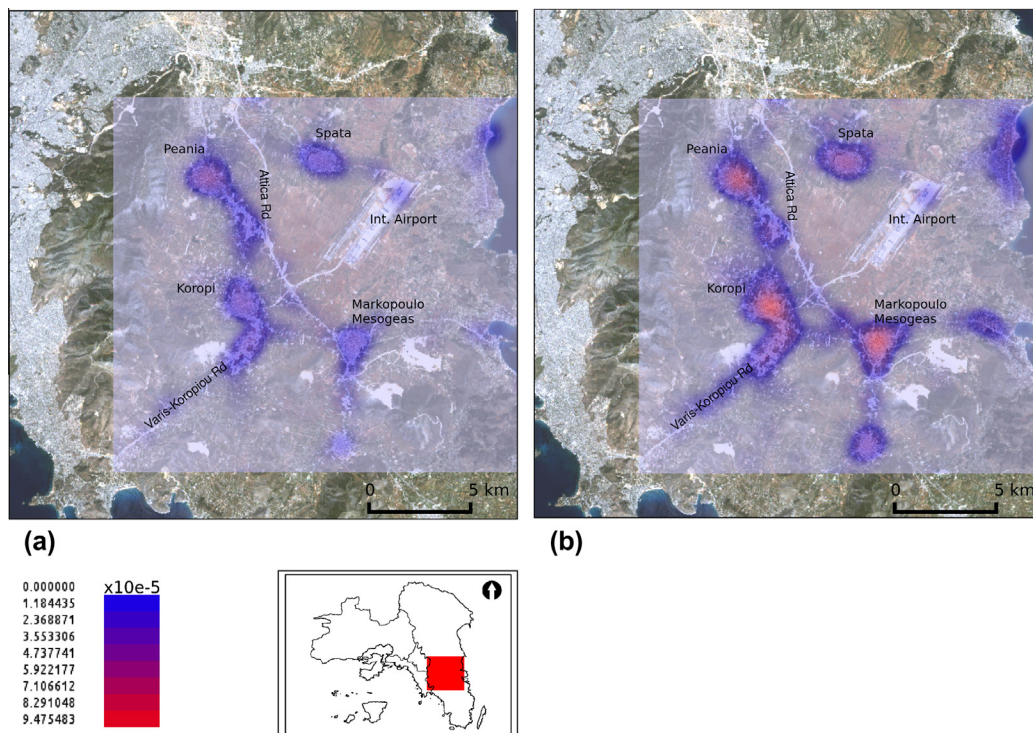 Spata
Peania
Attica Rd
Int. Airport
Koropi
Markopoulo
Mesogeas
Varis-Koropiou Rd
0 5 km
(a)
Spata
Peania
Attica Rd
Int. Airport
Koropi
Markopoulo
Mesogeas
Varis-Koropiou Rd
0 5 km
(b)
x10e-5
0.000000
1.184435
2.368871
3.553306
4.737741
5.922177
7.106612
8.291048
9.475483